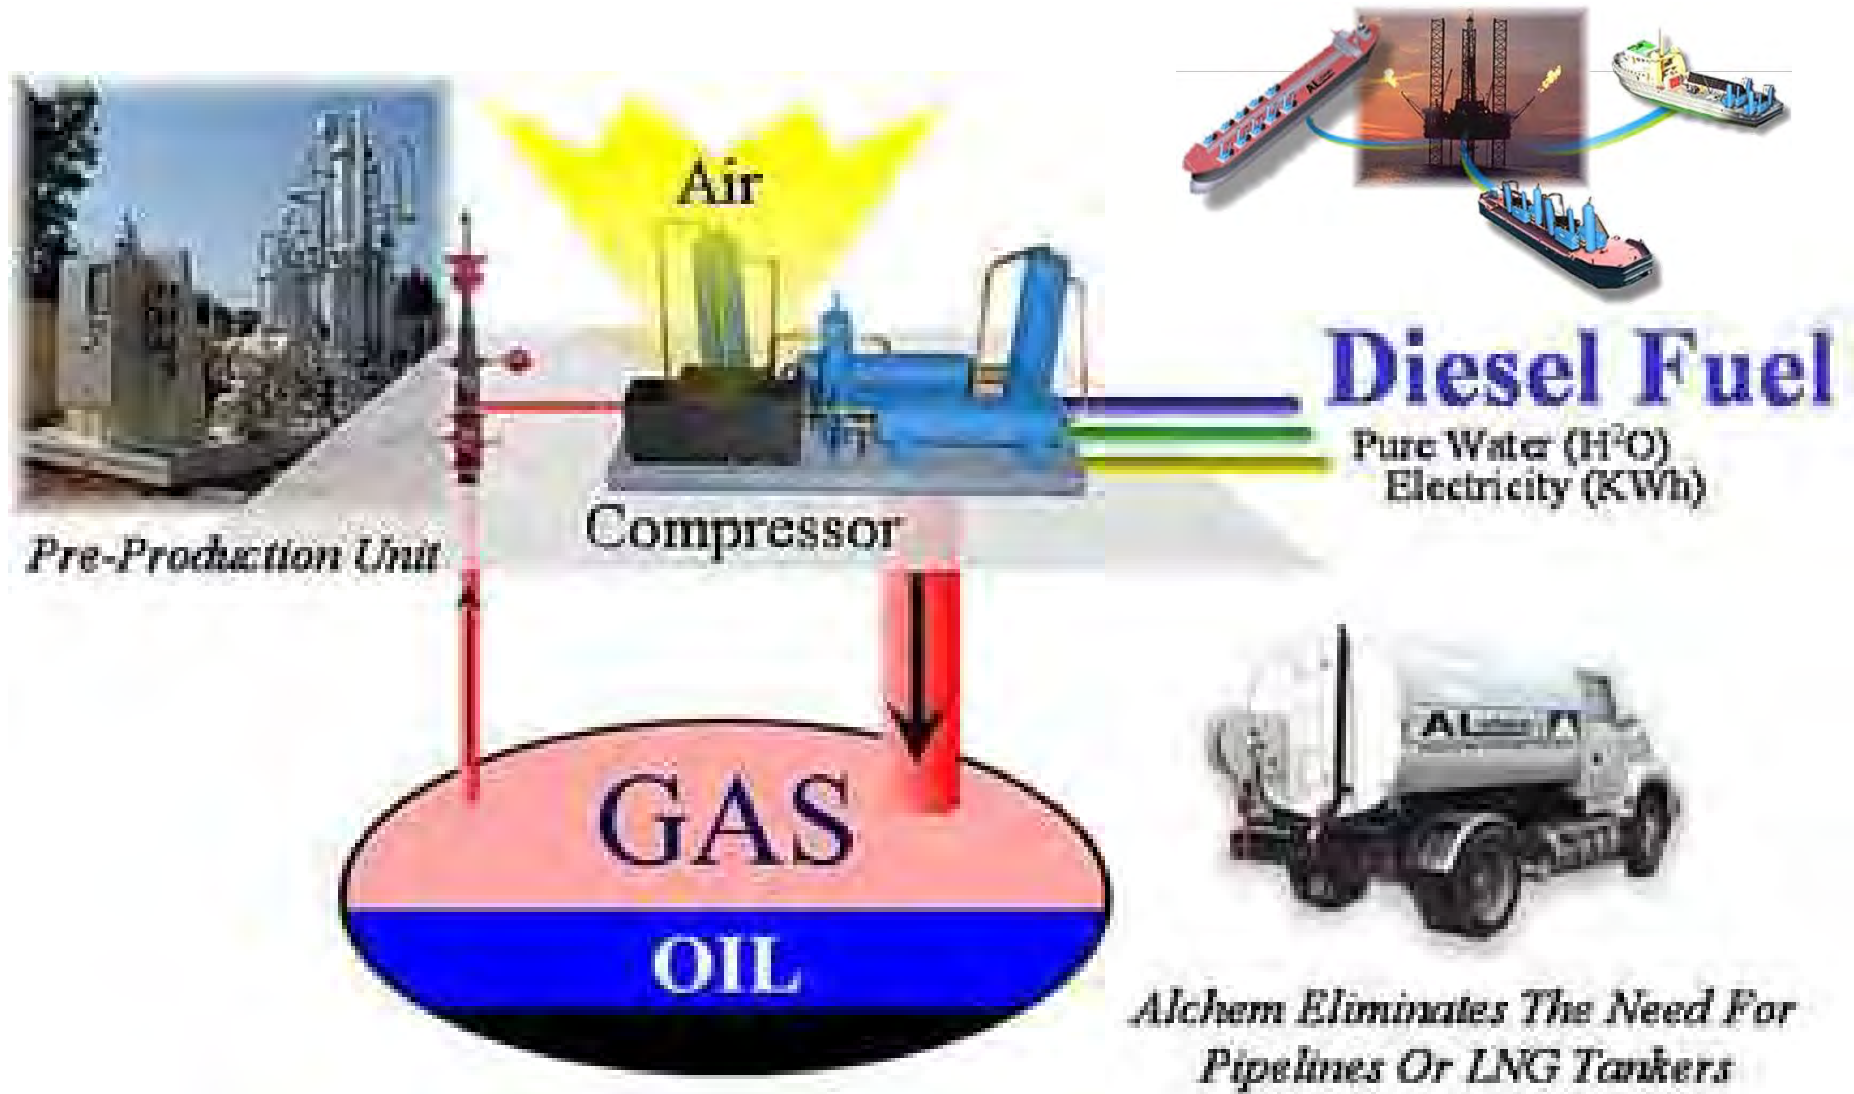 Air
Diesel Fuel
Pure Water (H²O)
Electricity (KWh)
Compressor
Pre-Production Unit
GAS
OIL
AL
Alchem Eliminates The Need For
Pipelines Or LNG Tankers